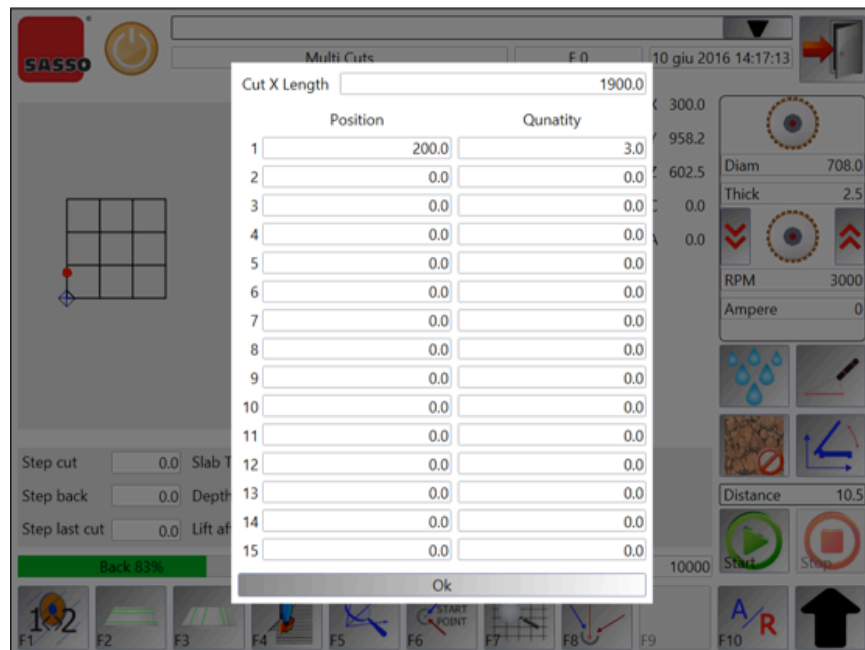 SASSO
Multi Cuts
F 0
10 giu 2016 14:17:13
Cut X Length 1900.0
Position Qunatity
1 200.0 3.0
2 0.0 0.0
3 0.0 0.0
4 0.0 0.0
5 0.0 0.0
6 0.0 0.0
7 0.0 0.0
8 0.0 0.0
9 0.0 0.0
10 0.0 0.0
11 0.0 0.0
12 0.0 0.0
13 0.0 0.0
14 0.0 0.0
15 0.0 0.0
Ok
300.0
958.2
Z 602.5
0.0
A 0.0
Diam 708.0
Thick 2.5
RPM 3000
Ampere 0
Distance 10.5
Start Stop
Step cut 0.0 Slab T
Step back 0.0 Depth
Step last cut 0.0 Lift af
Back 83%
10000
1 2 F1
F2
F3
F4
F5
START POINT F6
F7
F8
F9
A/R F10